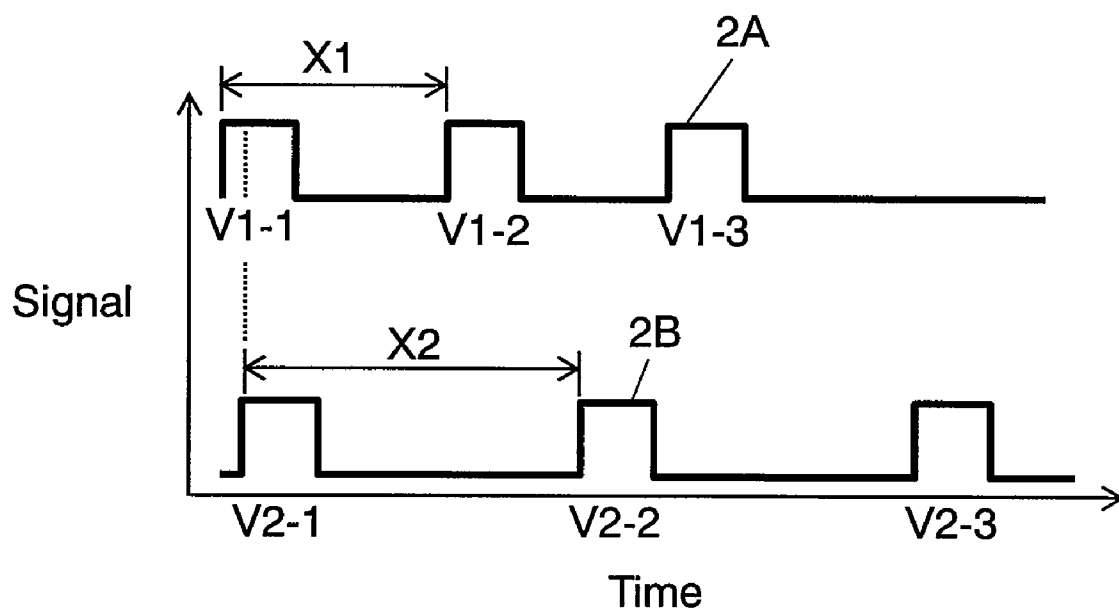 2A
X1
V1-1 V1-2 V1-3
Signal
2B
X2
V2-1 V2-2 V2-3
Time